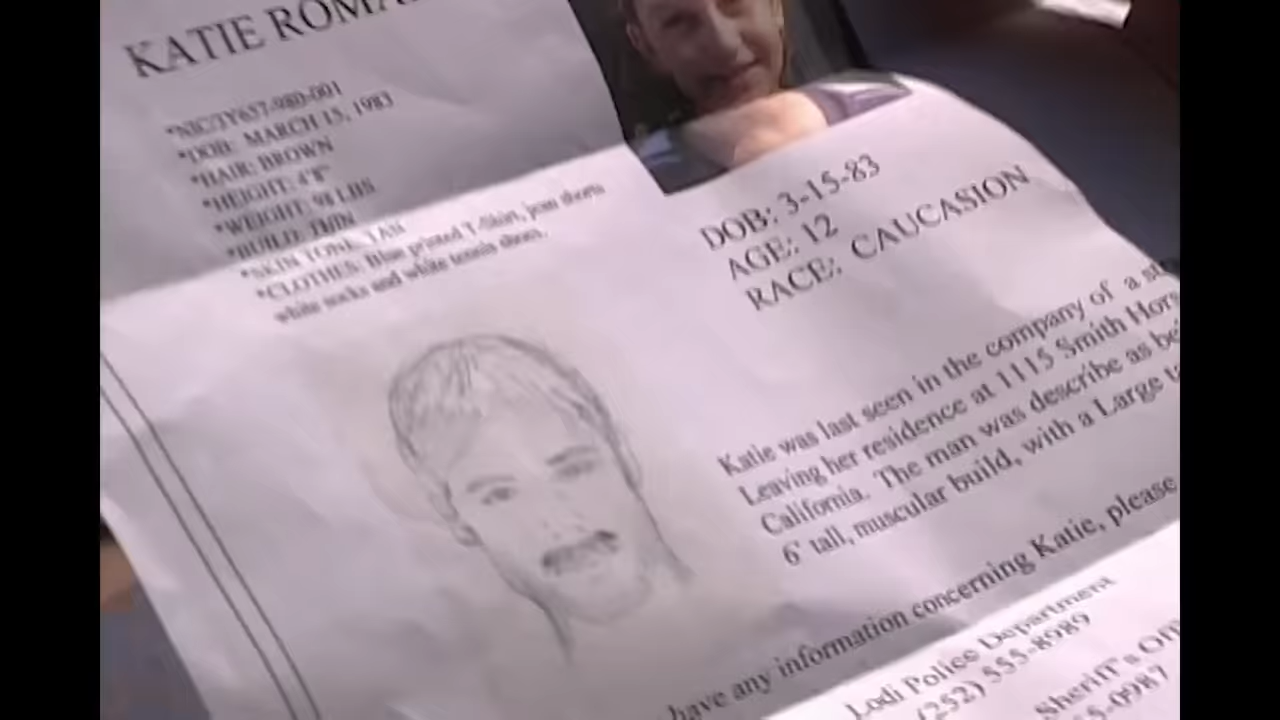 KATIE
*NIC/TY657-980-001
*DOB: MARCH 15, 1983
*HAIR: BROWN
*HEIGHT: 4'8"
*WEIGHT: 98 LBS
*BUILD: THIN
*SKIN TONE: TAN
*CLOTHES: Blue printed T-Shirt, jean shorts
white socks and white tennis shoes.
DOB: 3-15-83
AGE: 12
RACE: CAUCASION
Katie was last seen in the company of a
Leaving her residence at 1115 Smith
California. The man was describe as
6' tall, muscular build, with a Large
have any information concerning Katie, please
Lodi Police Department
(252) 555-8989
Sheriff's